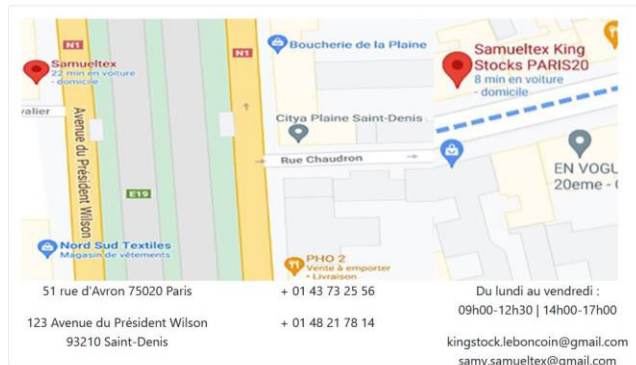 N1
N1
Samueltex
22 min en voiture
- domicile
valier
Avenue du Président Wilson
E19
Nord Sud Textiles
Magasin de vêtements
Boucherie de la Plaine
Citya Plaine Saint-Denis
Rue Chaudron
PHO 2
Vente à emporter
- Livraison
Samueltex King
Stocks PARIS20
8 min en voiture
- domicile
EN VOGU
20eme - C
51 rue d'Avron 75020 Paris
123 Avenue du Président Wilson
93210 Saint-Denis
+ 01 43 73 25 56
+ 01 48 21 78 14
Du lundi au vendredi :
09h00-12h30 | 14h00-17h00
kingstock.leboncoin@gmail.com
samy.samueltex@gmail.com